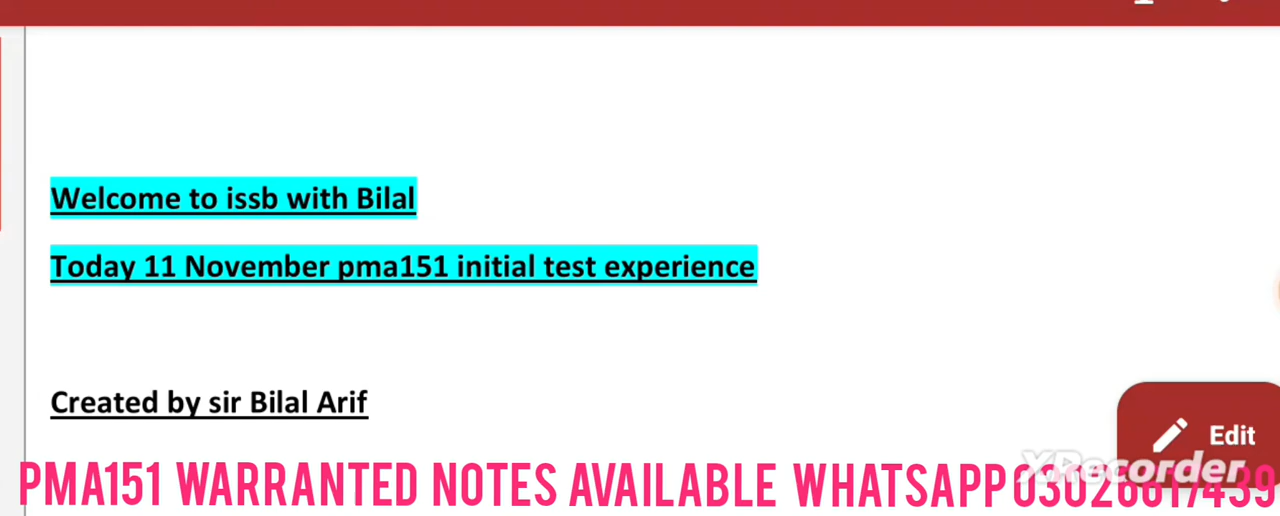 Welcome to issb with Bilal
Today 11 November pma151 initial test experience
Created by sir Bilal Arif
Edit
XRecorder
PMA151 WARRANTED NOTES AVAILABLE WHATSAPP